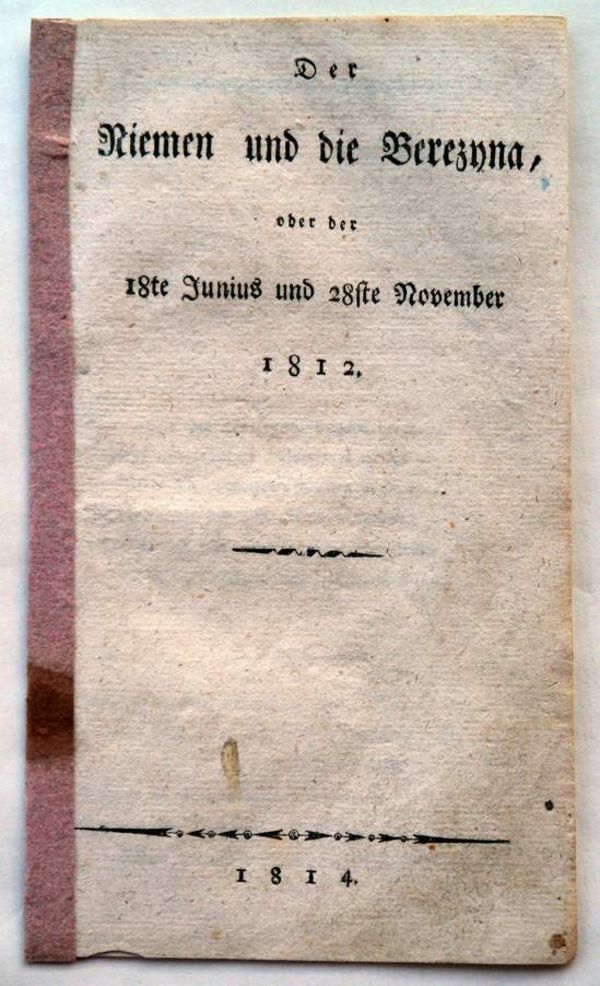 Der
Niemen und die Berezyna,
oder der
18te Junius und 28ste November
1812.
1814.